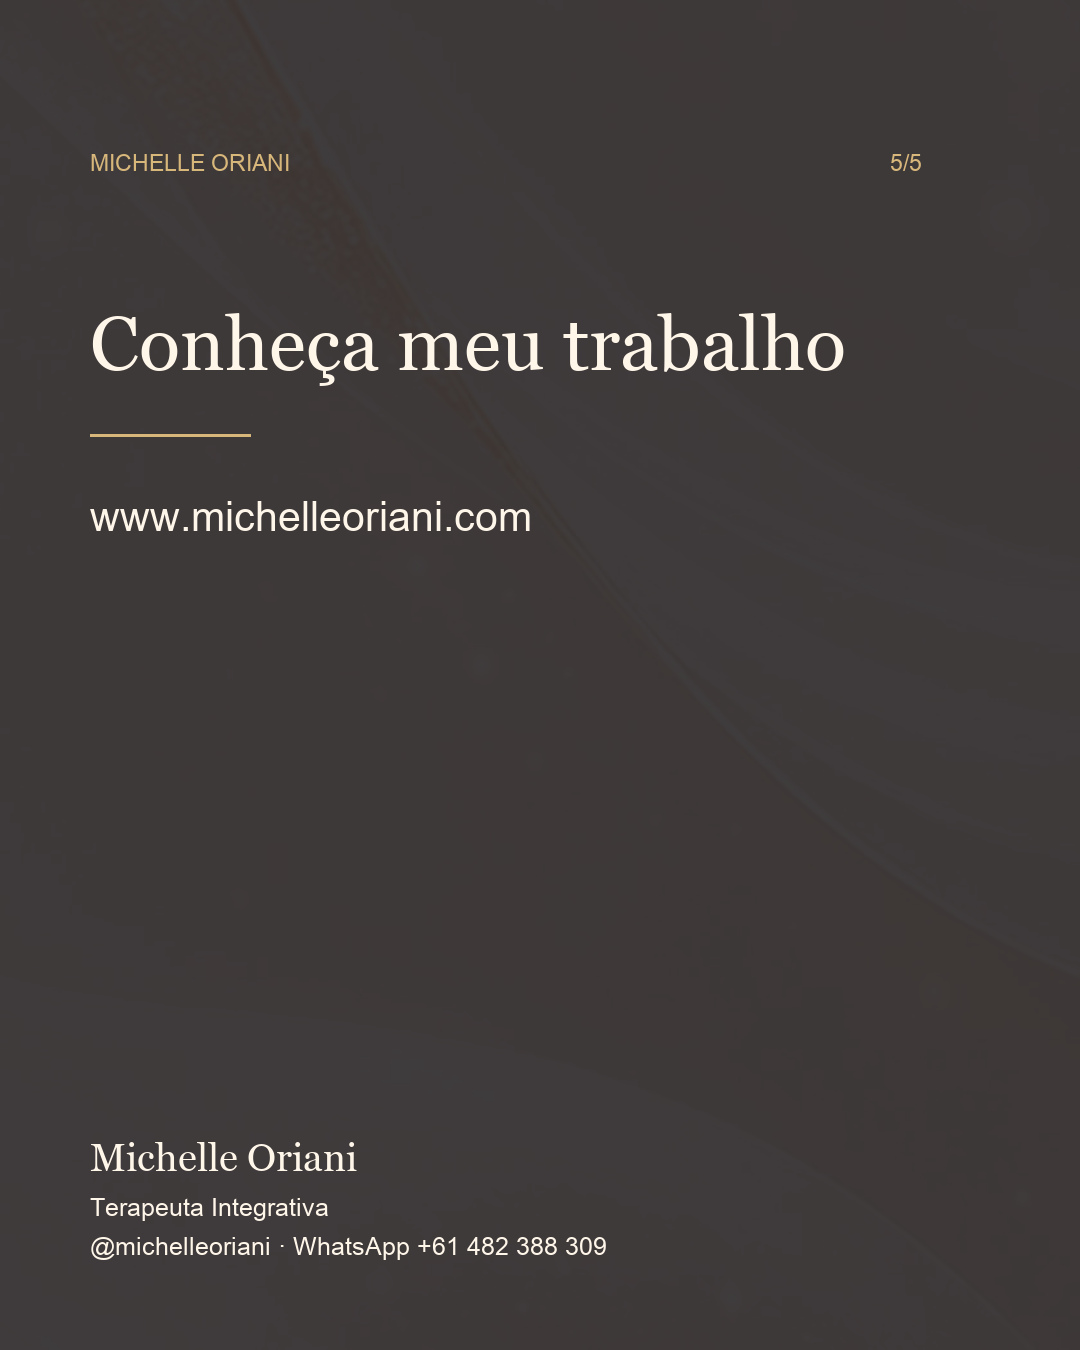 MICHELLE ORIANI
5/5
Conheça meu trabalho
www.michelleoriani.com
Michelle Oriani
Terapeuta Integrativa
@michelleoriani · WhatsApp +61 482 388 309